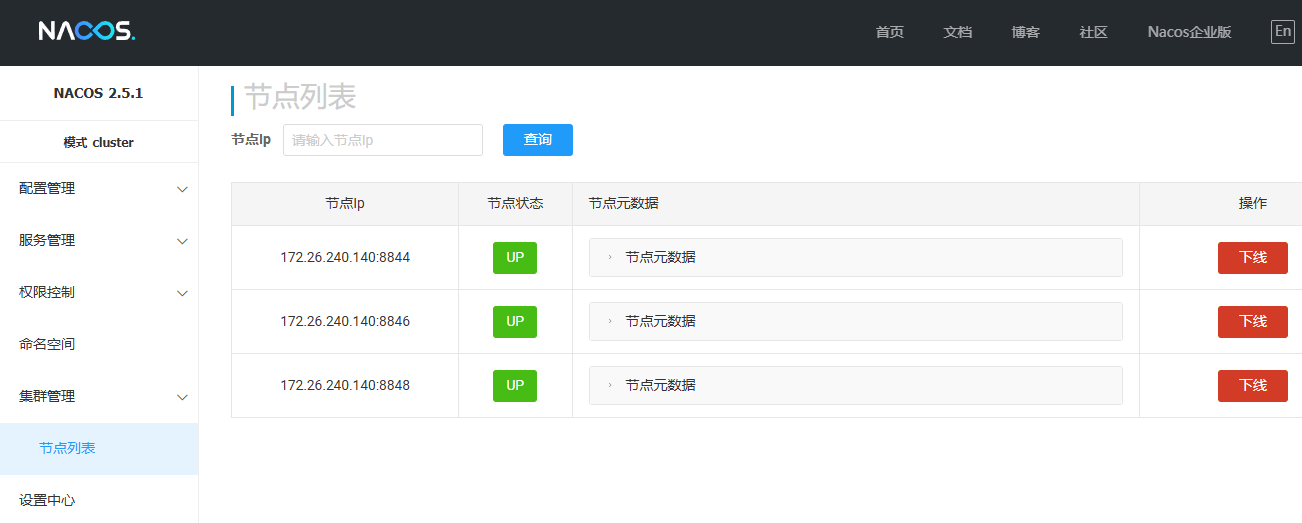 NACOS.
首页 文档 博客 社区 Nacos企业版 En
NACOS 2.5.1
模式 cluster
配置管理
服务管理
权限控制
命名空间
集群管理
节点列表
设置中心
节点列表
节点Ip 请输入节点Ip 查询
节点Ip 节点状态 节点元数据 操作
172.26.240.140:8844 UP 节点元数据 下线
172.26.240.140:8846 UP 节点元数据 下线
172.26.240.140:8848 UP 节点元数据 下线